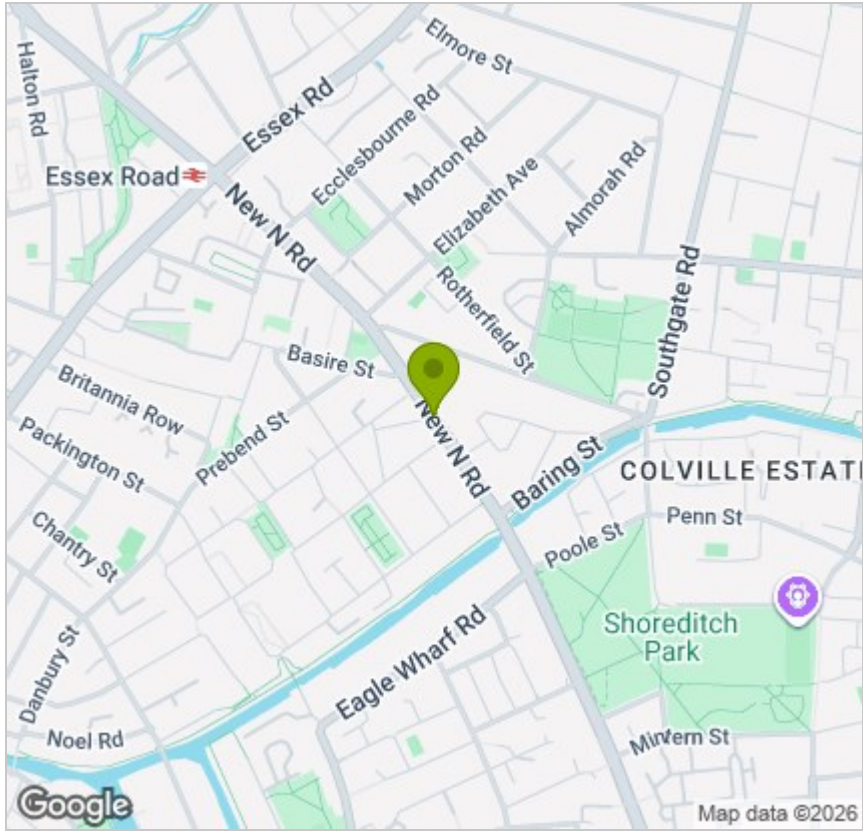 Elmore St
Halton Rd
Essex Rd
Ecclesbourne Rd
Morton Rd
Essex Road
Elizabeth Ave
Almorah Rd
New N Rd
Rotherfield St
Southgate Rd
Basire St
Britannia Row
Prebend St
New N Rd
Packington St
Baring St
COLVILLE ESTATE
Chantry St
Penn St
Poole St
Shoreditch
Park
Danbury St
Eagle Wharf Rd
Noel Rd
Mintern St
Google
Map data ©2026